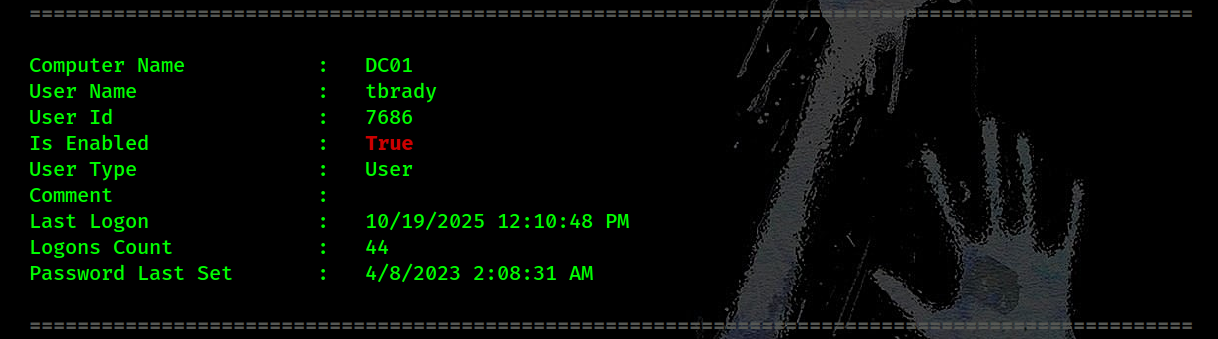 =================================================================================================
Computer Name           :   DC01
User Name               :   tbrady
User Id                 :   7686
Is Enabled              :   True
User Type               :   User
Comment                 :
Last Logon              :   10/19/2025 12:10:48 PM
Logons Count            :   44
Password Last Set       :   4/8/2023 2:08:31 AM
=================================================================================================